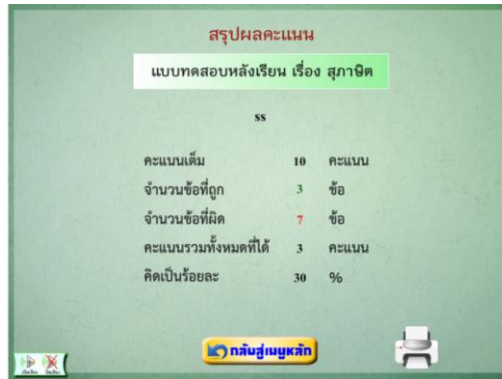 สรุปผลคะแนน
แบบทดสอบหลังเรียน เรื่อง สุภาษิต
ss
คะแนนเต็ม 10 คะแนน
จำนวนข้อที่ถูก 3 ข้อ
จำนวนข้อที่ผิด 7 ข้อ
คะแนนรวมทั้งหมดที่ได้ 3 คะแนน
คิดเป็นร้อยละ 30 %
กลับสู่เมนูหลัก